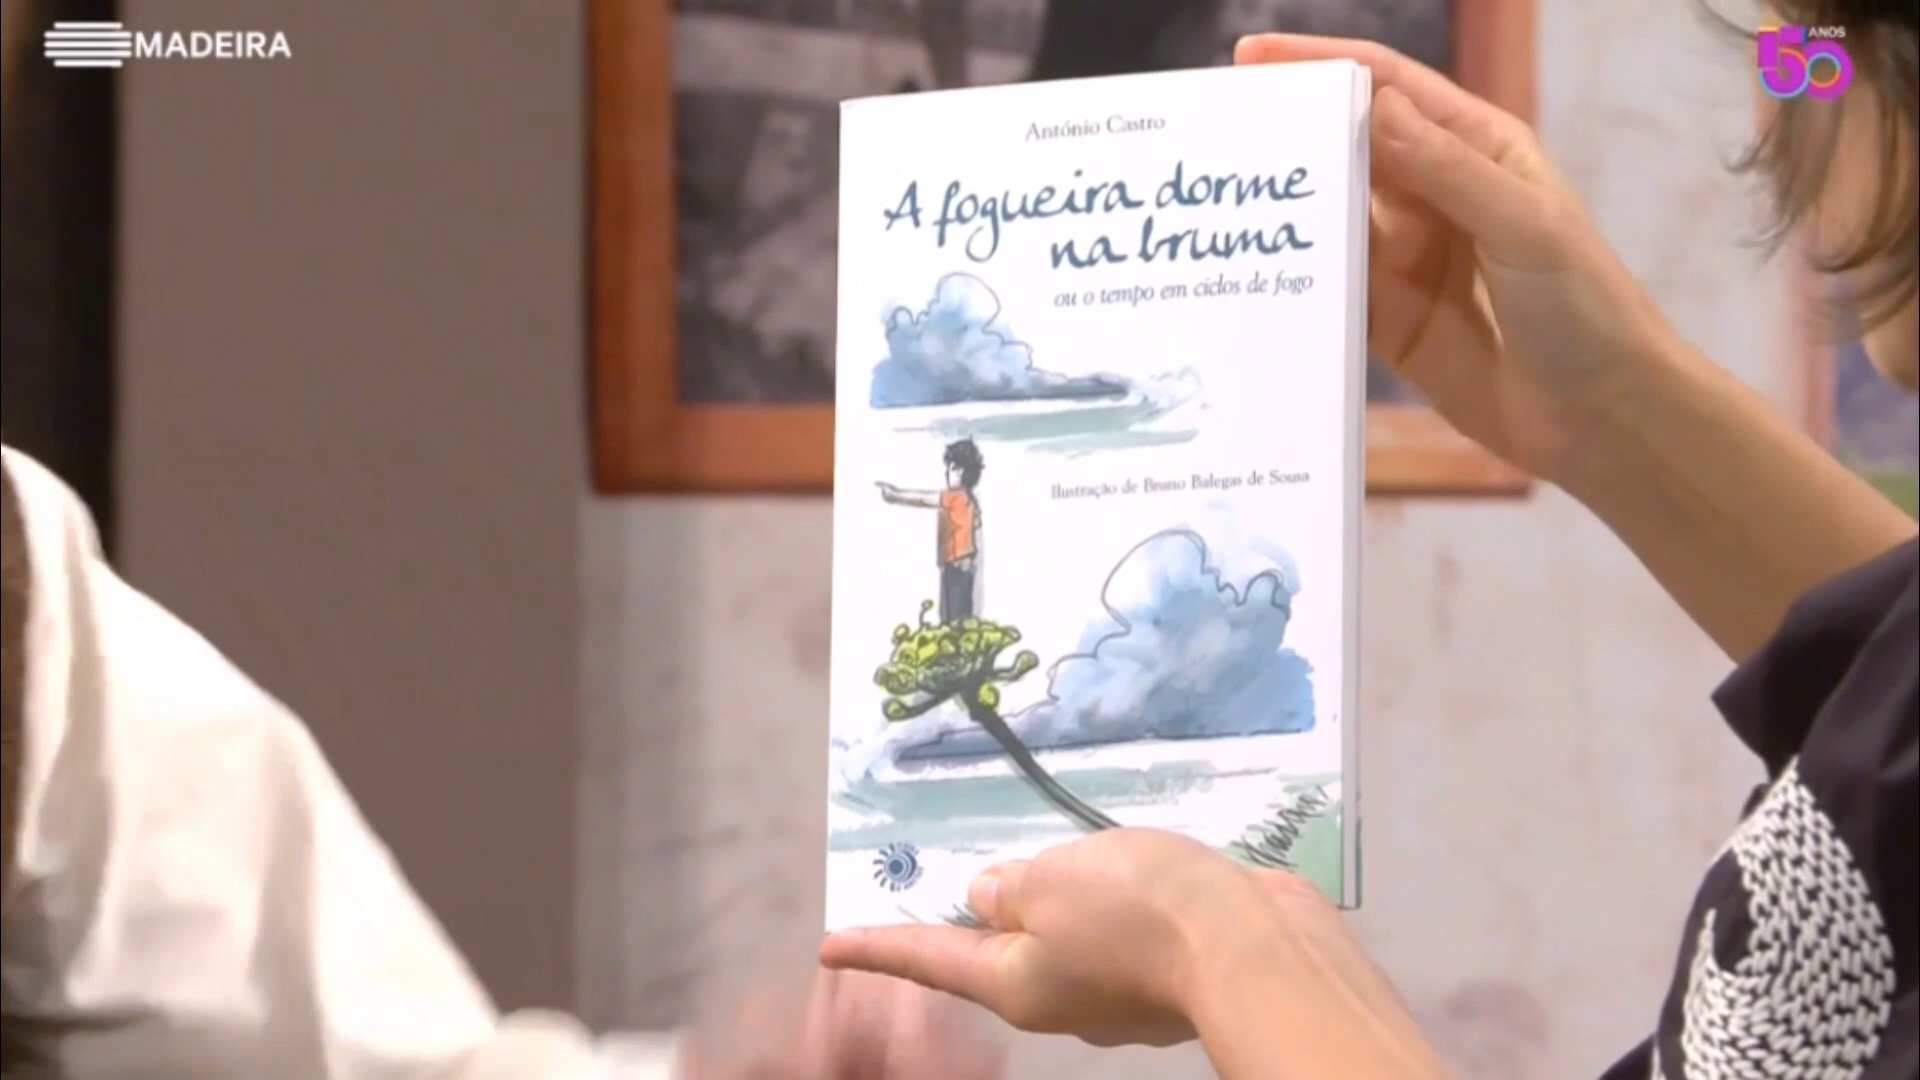 MADEIRA
50 ANOS
António Castro
A fogueira dorme
na bruma
ou o tempo em ciclos de fogo
Ilustração de Bruno Balegas de Sousa